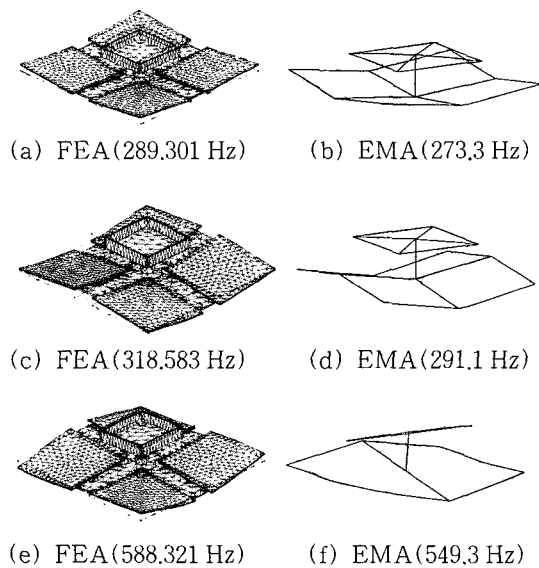 (a) FEA(289.301 Hz)
(b) EMA(273.3 Hz)
(c) FEA(318.583 Hz)
(d) EMA(291.1 Hz)
(e) FEA(588.321 Hz)
(f) EMA(549.3 Hz)